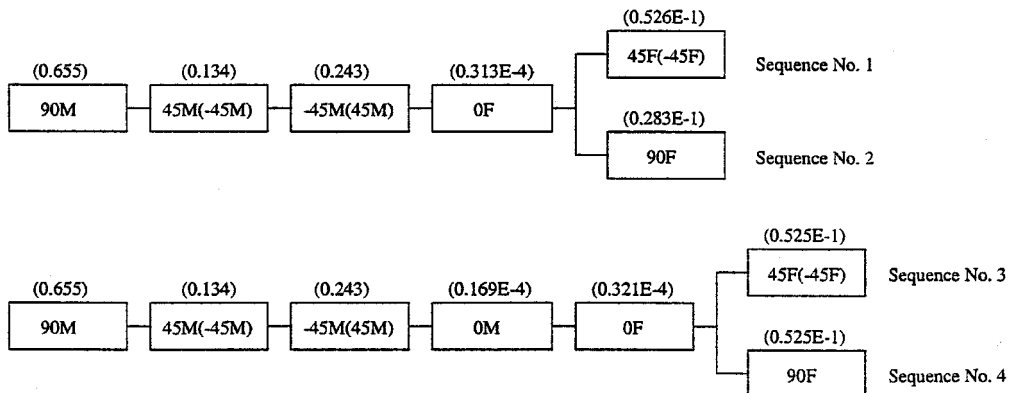 (0.526E-1)
45F(-45F)
Sequence No. 1
(0.655) (0.134) (0.243) (0.313E-4)
90M 45M(-45M) -45M(45M) 0F
(0.283E-1)
90F
Sequence No. 2
(0.525E-1)
45F(-45F)
Sequence No. 3
(0.655) (0.134) (0.243) (0.169E-4) (0.321E-4)
90M 45M(-45M) -45M(45M) 0M 0F
(0.525E-1)
90F
Sequence No. 4